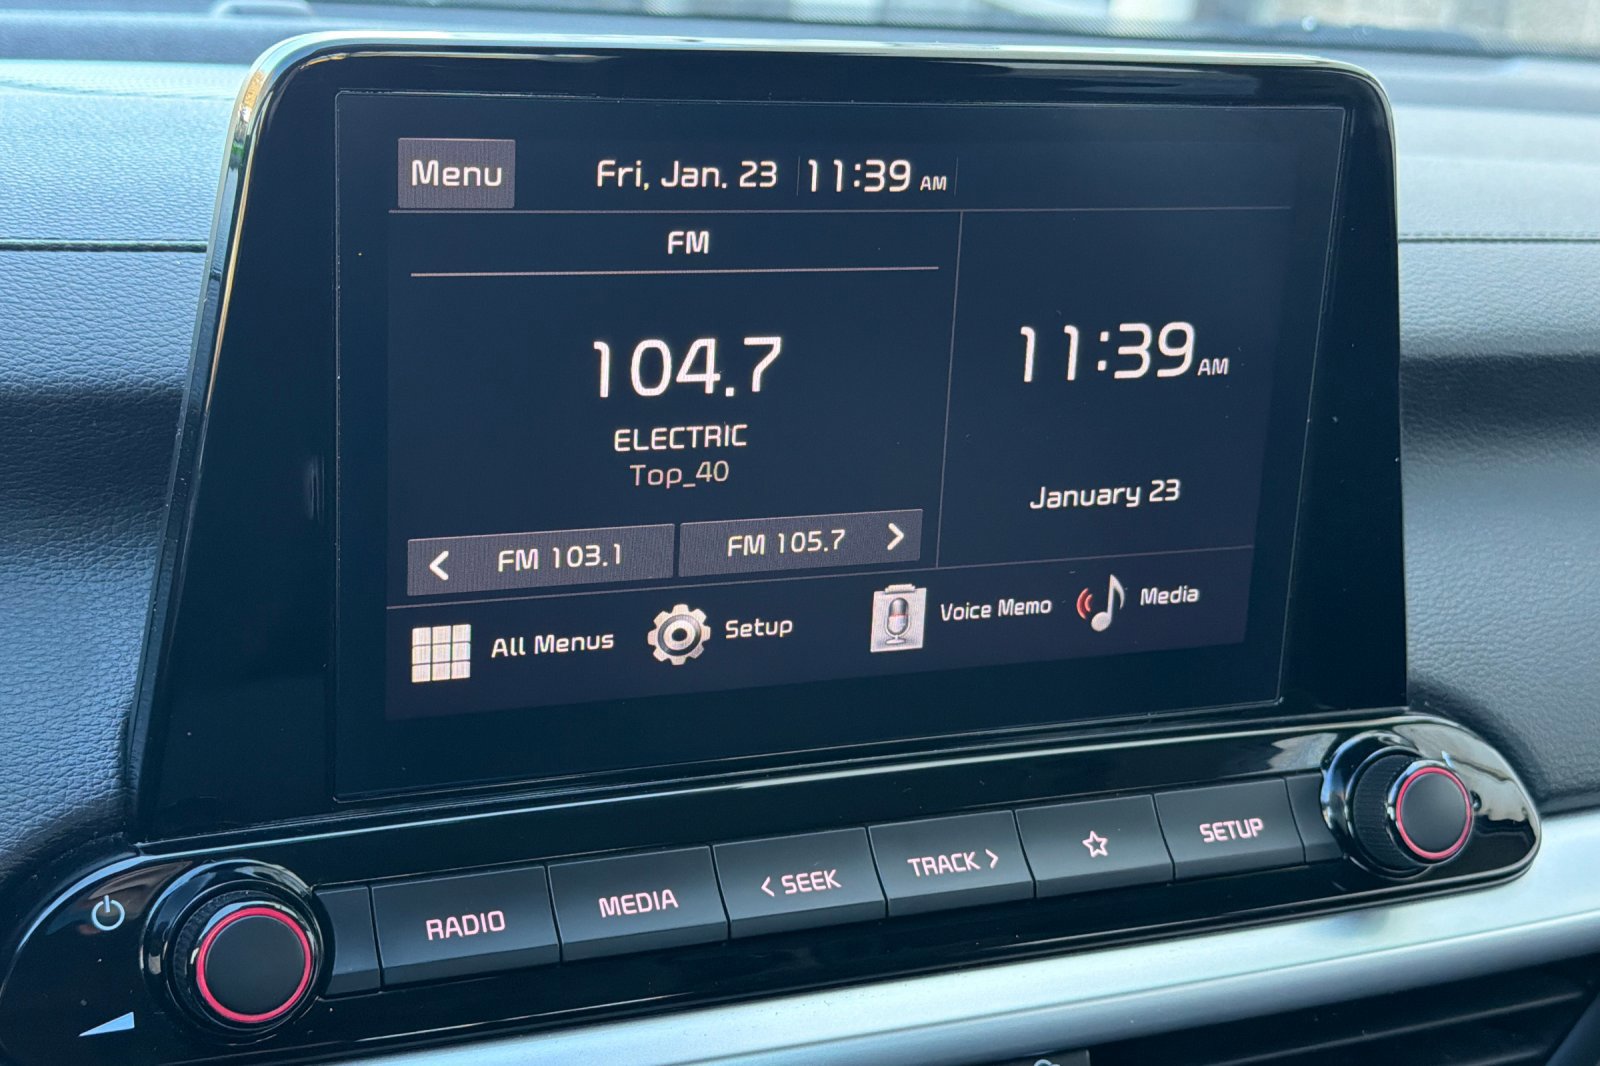 Menu Fri, Jan. 23 11:39 AM
FM
104.7
ELECTRIC
Top_40
FM 103.1 FM 105.7
11:39 AM
January 23
All Menus Setup Voice Memo Media
RADIO MEDIA < SEEK TRACK > SETUP